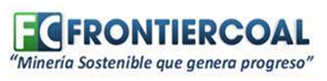 FC FRONTIERCOAL
“Minería Sostenible que genera progreso”